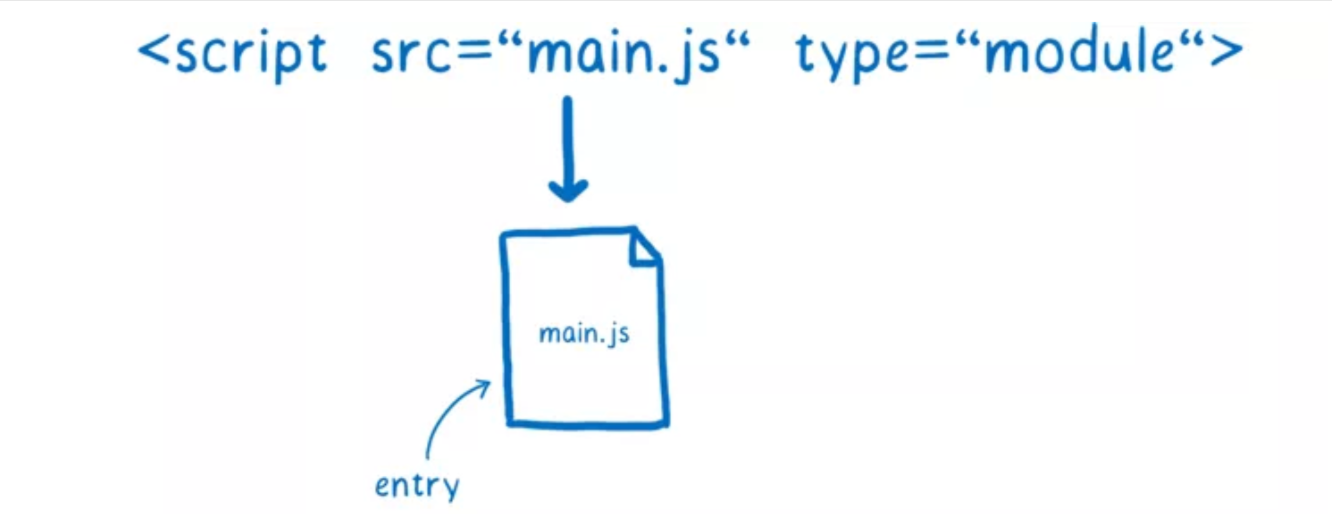 <script src=“main.js“ type=“module“>
main.js
entry